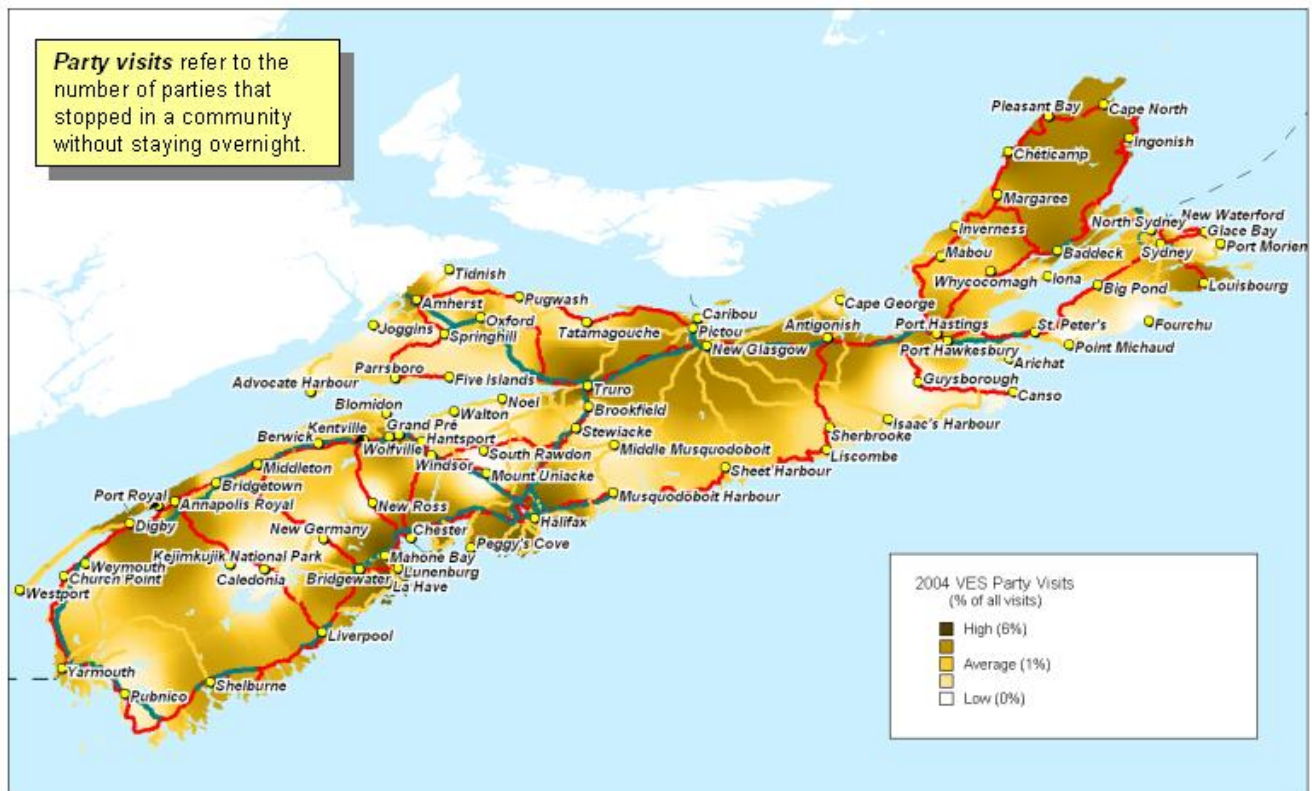 Party visits refer to the
number of parties that
stopped in a community
without staying overnight.
Pleasant Bay
Cape North
Ingonish
Chéticamp
Margaree
North Sydney
New Waterford
Glace Bay
Inverness
Port Morien
Mabou
Baddeck
Sydney
Whycocomagh
Iona
Big Pond
Louisbourg
Tidnish
Amherst
Pugwash
Cape George
Caribou
Oxford
Joggins
Springhill
Tatamagouche
Pictou
Antigonish
Port Hastings
St. Peter's
Fourchu
New Glasgow
Port Hawkesbury
Point Michaud
Arichat
Parrsboro
Five Islands
Advocate Harbour
Truro
Guysborough
Canso
Blomidon
Noel
Brookfield
Walton
Kentville
Grand Pré
Isaac's Harbour
Berwick
Wolfville
Hantsport
Stewiacke
Sherbrooke
South Rawdon
Middle Musquodoboit
Liscombe
Windsor
Middleton
Mount Uniacke
Sheet Harbour
Bridgetown
Port Royal
Annapolis Royal
Musquodoboit Harbour
New Ross
Digby
Halifax
New Germany
Chester
Peggy's Cove
Kejimkujik National Park
Mahone Bay
Weymouth
Lunenburg
Church Point
Caledonia
Bridgewater
La Have
Westport
Liverpool
Yarmouth
Shelburne
Pubnico
2004 VES Party Visits
(% of all visits)
High (6%)
Average (1%)
Low (0%)